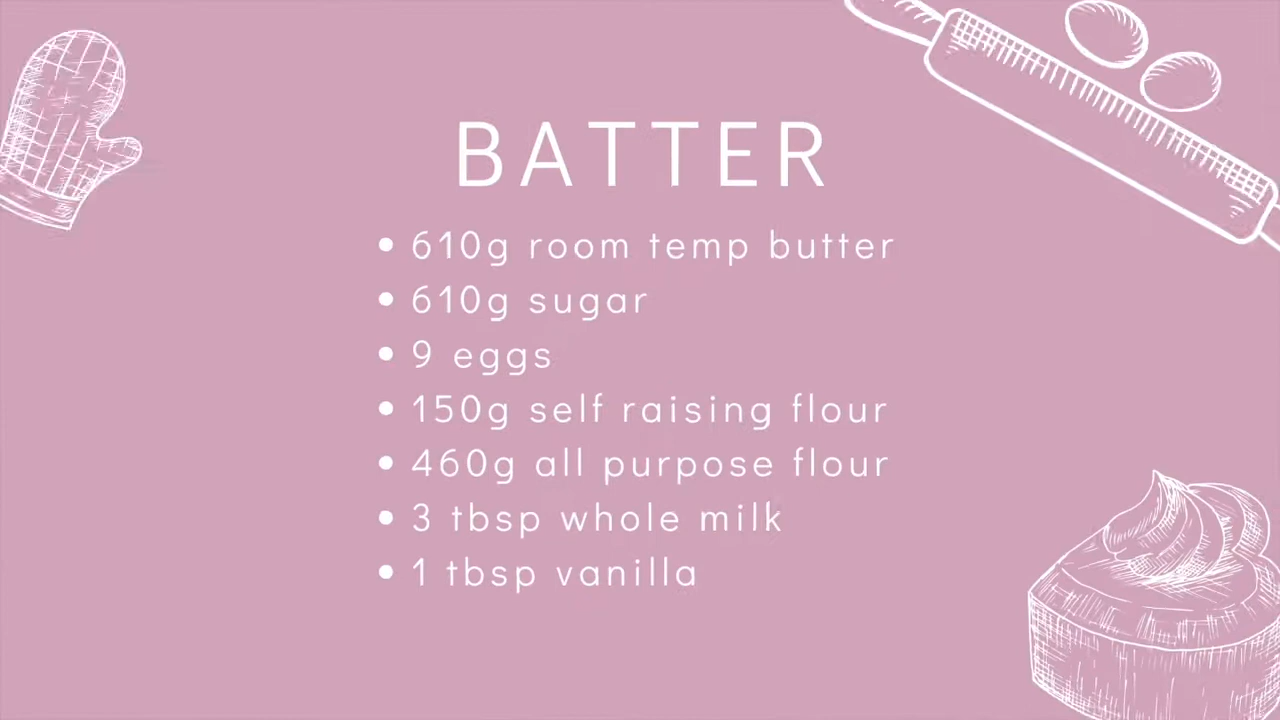 BATTER
• 610g room temp butter
• 610g sugar
• 9 eggs
• 150g self raising flour
• 460g all purpose flour
• 3 tbsp whole milk
• 1 tbsp vanilla